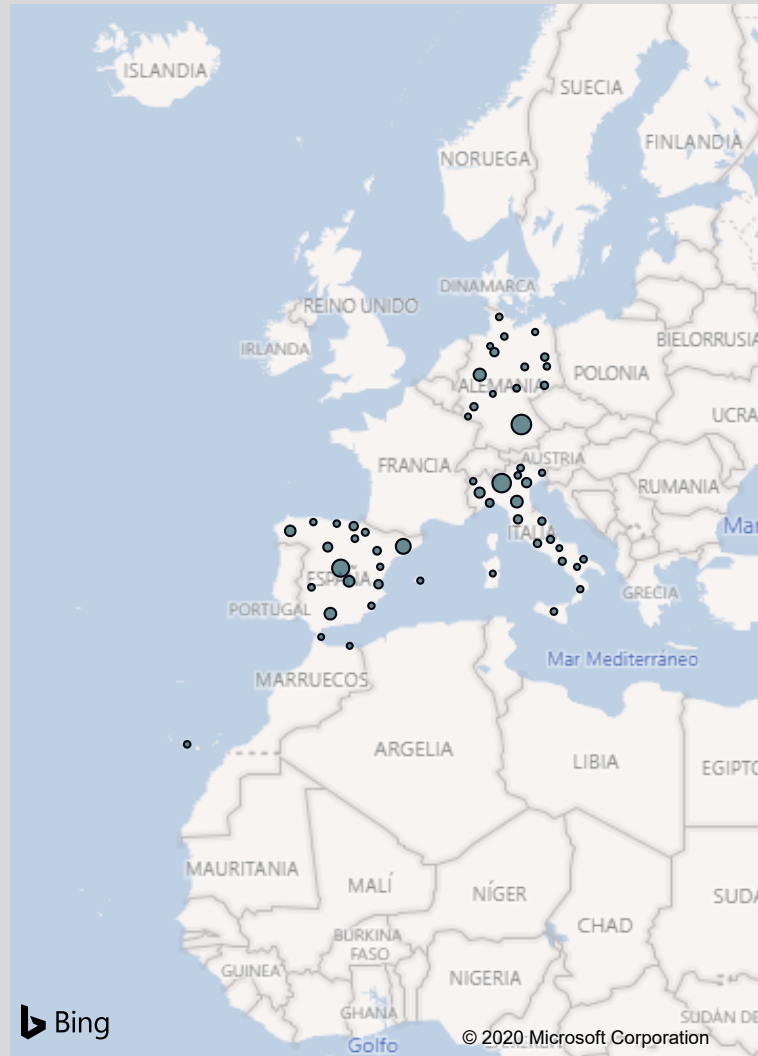 ISLANDIA
SUECIA
FINLANDIA
NORUEGA
DINAMARCA
REINO UNIDO
IRLANDA
BIELORRUSIA
POLONIA
ALEMANIA
UCRA
FRANCIA
AUSTRIA
RUMANIA
Mar
ITALIA
ESPAÑA
GRECIA
PORTUGAL
Mar Mediterráneo
MARRUECOS
ARGELIA
LIBIA
EGIPTO
MAURITANIA
MALÍ
NÍGER
SUDÁ
CHAD
BURKINA
FASO
GUINEA
NIGERIA
GHANA
SUDÁN DE
Bing
© 2020 Microsoft Corporation
Golfo